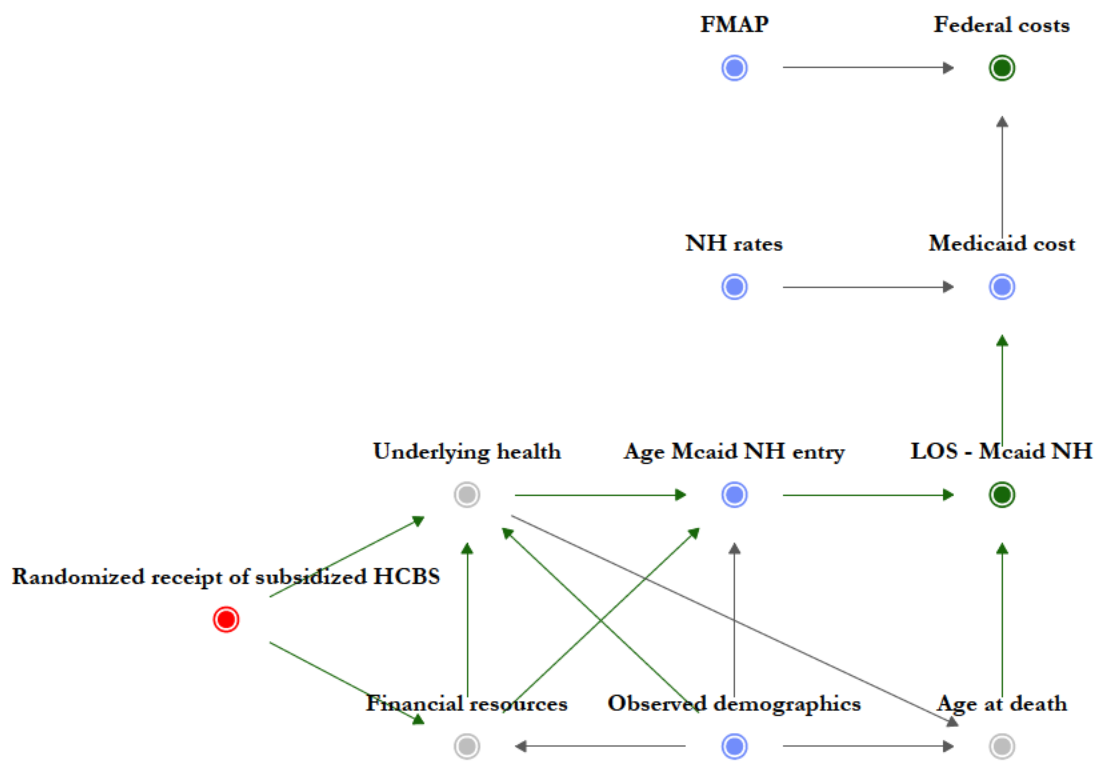 FMAP
Federal costs
NH rates
Medicaid cost
Underlying health
Age Mcaid NH entry
LOS - Mcaid NH
Randomized receipt of subsidized HCBS
Financial resources
Observed demographics
Age at death